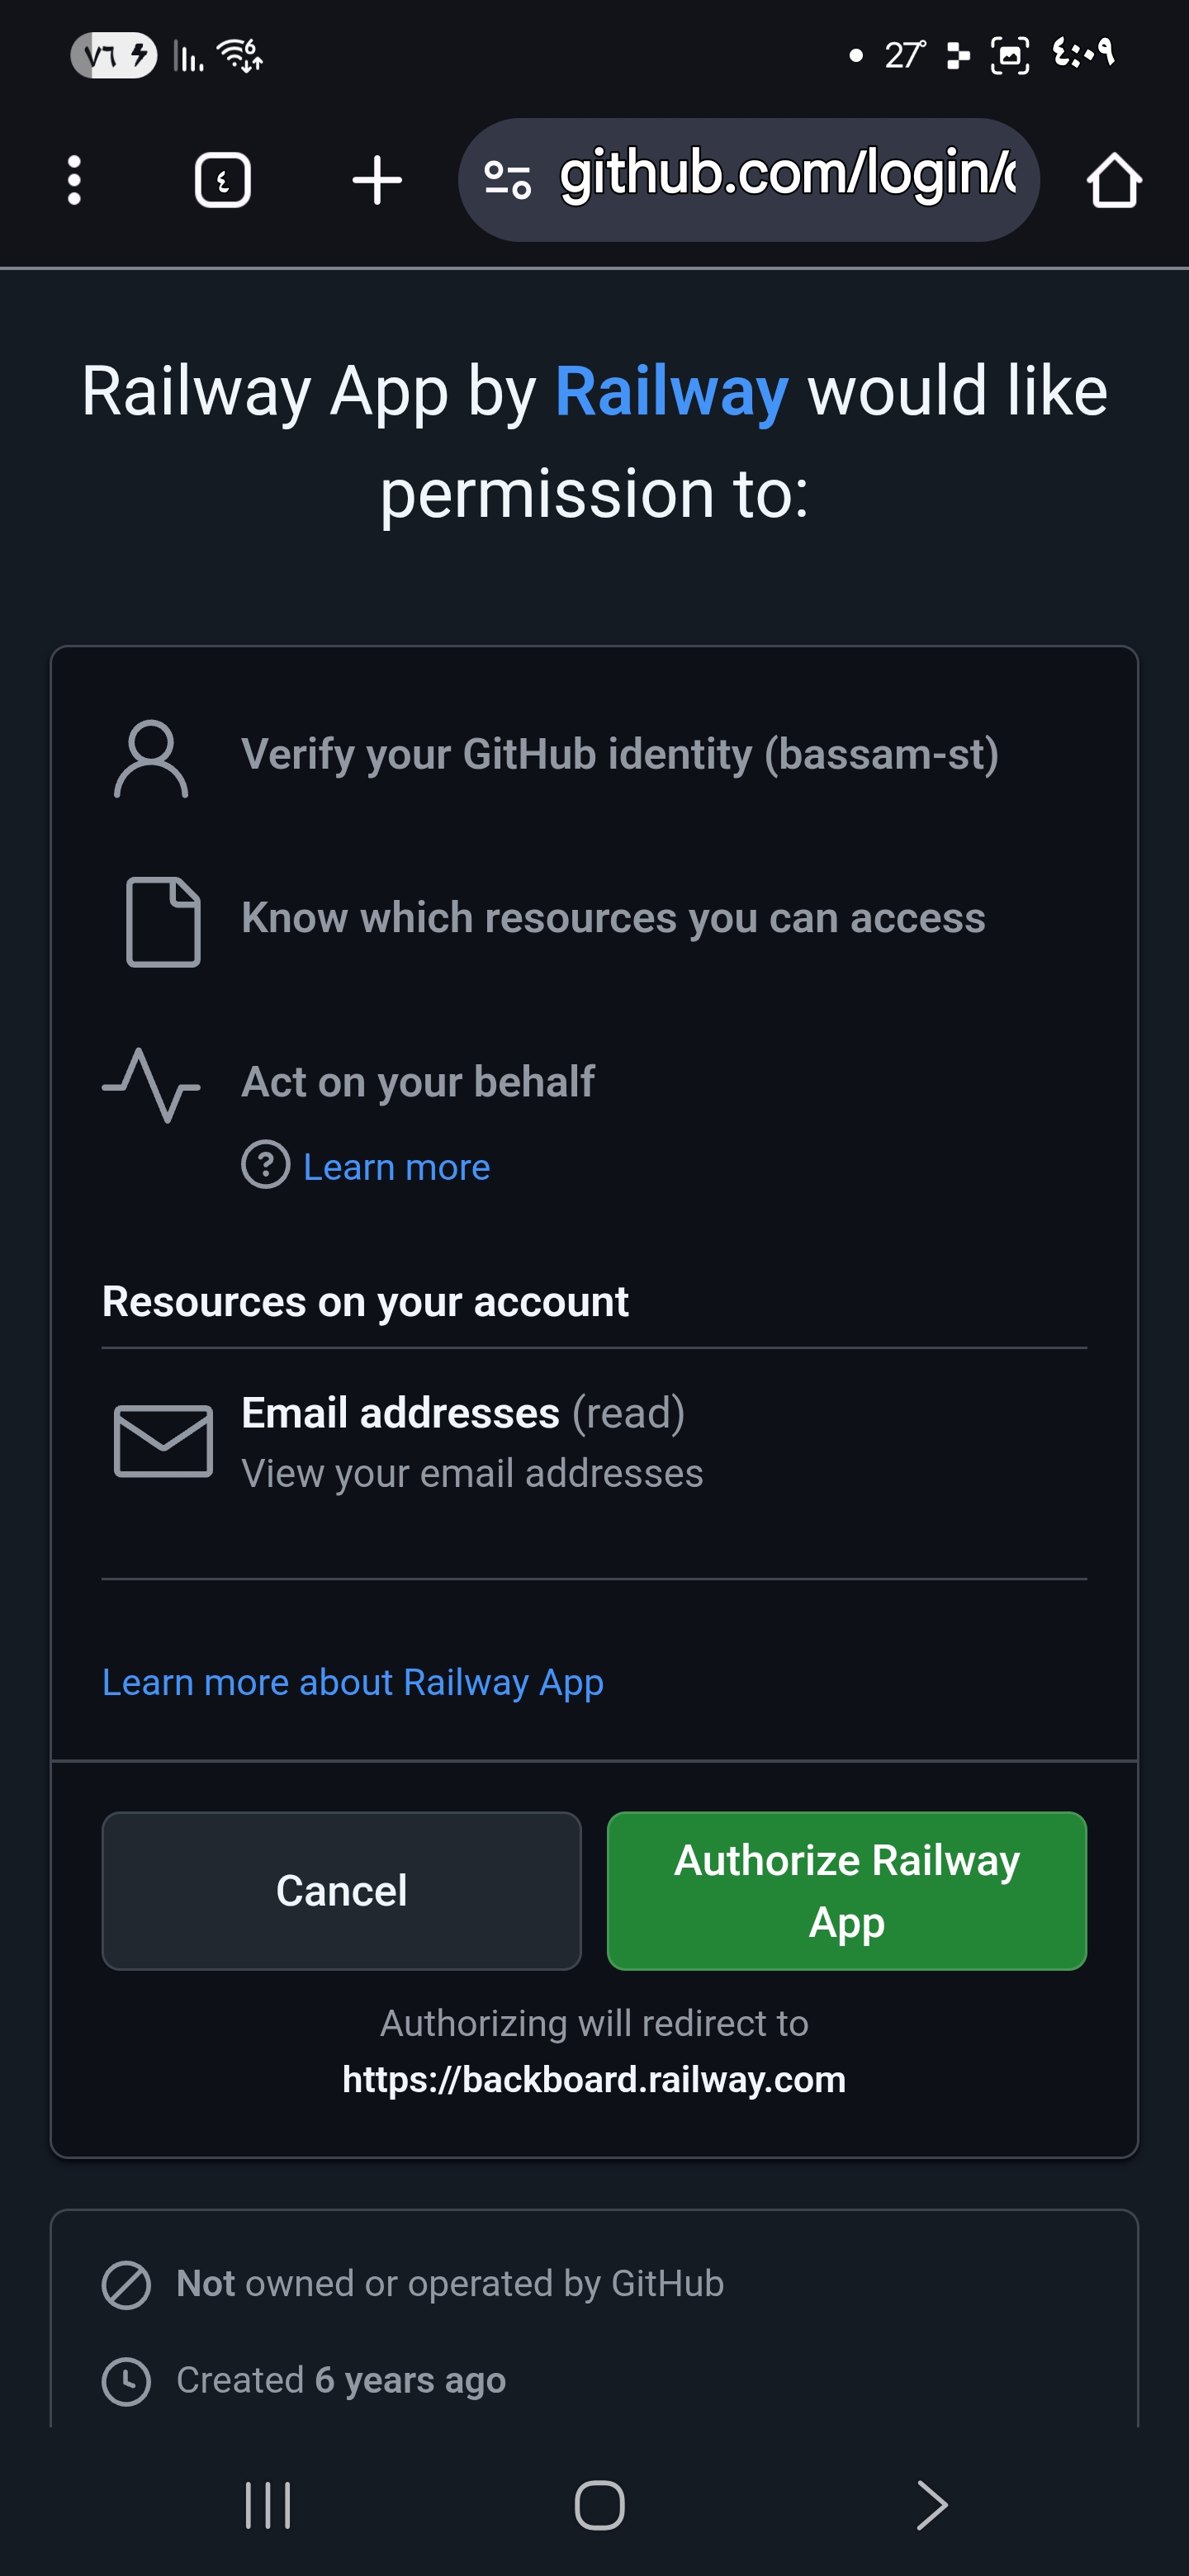 ٧٦
27°
٤:٠٩
٤
github.com/login/
Railway App by Railway would like
permission to:
Verify your GitHub identity (bassam-st)
Know which resources you can access
Act on your behalf
Learn more
Resources on your account
Email addresses (read)
View your email addresses
Learn more about Railway App
Cancel
Authorize Railway
App
Authorizing will redirect to
https://backboard.railway.com
Not owned or operated by GitHub
Created 6 years ago